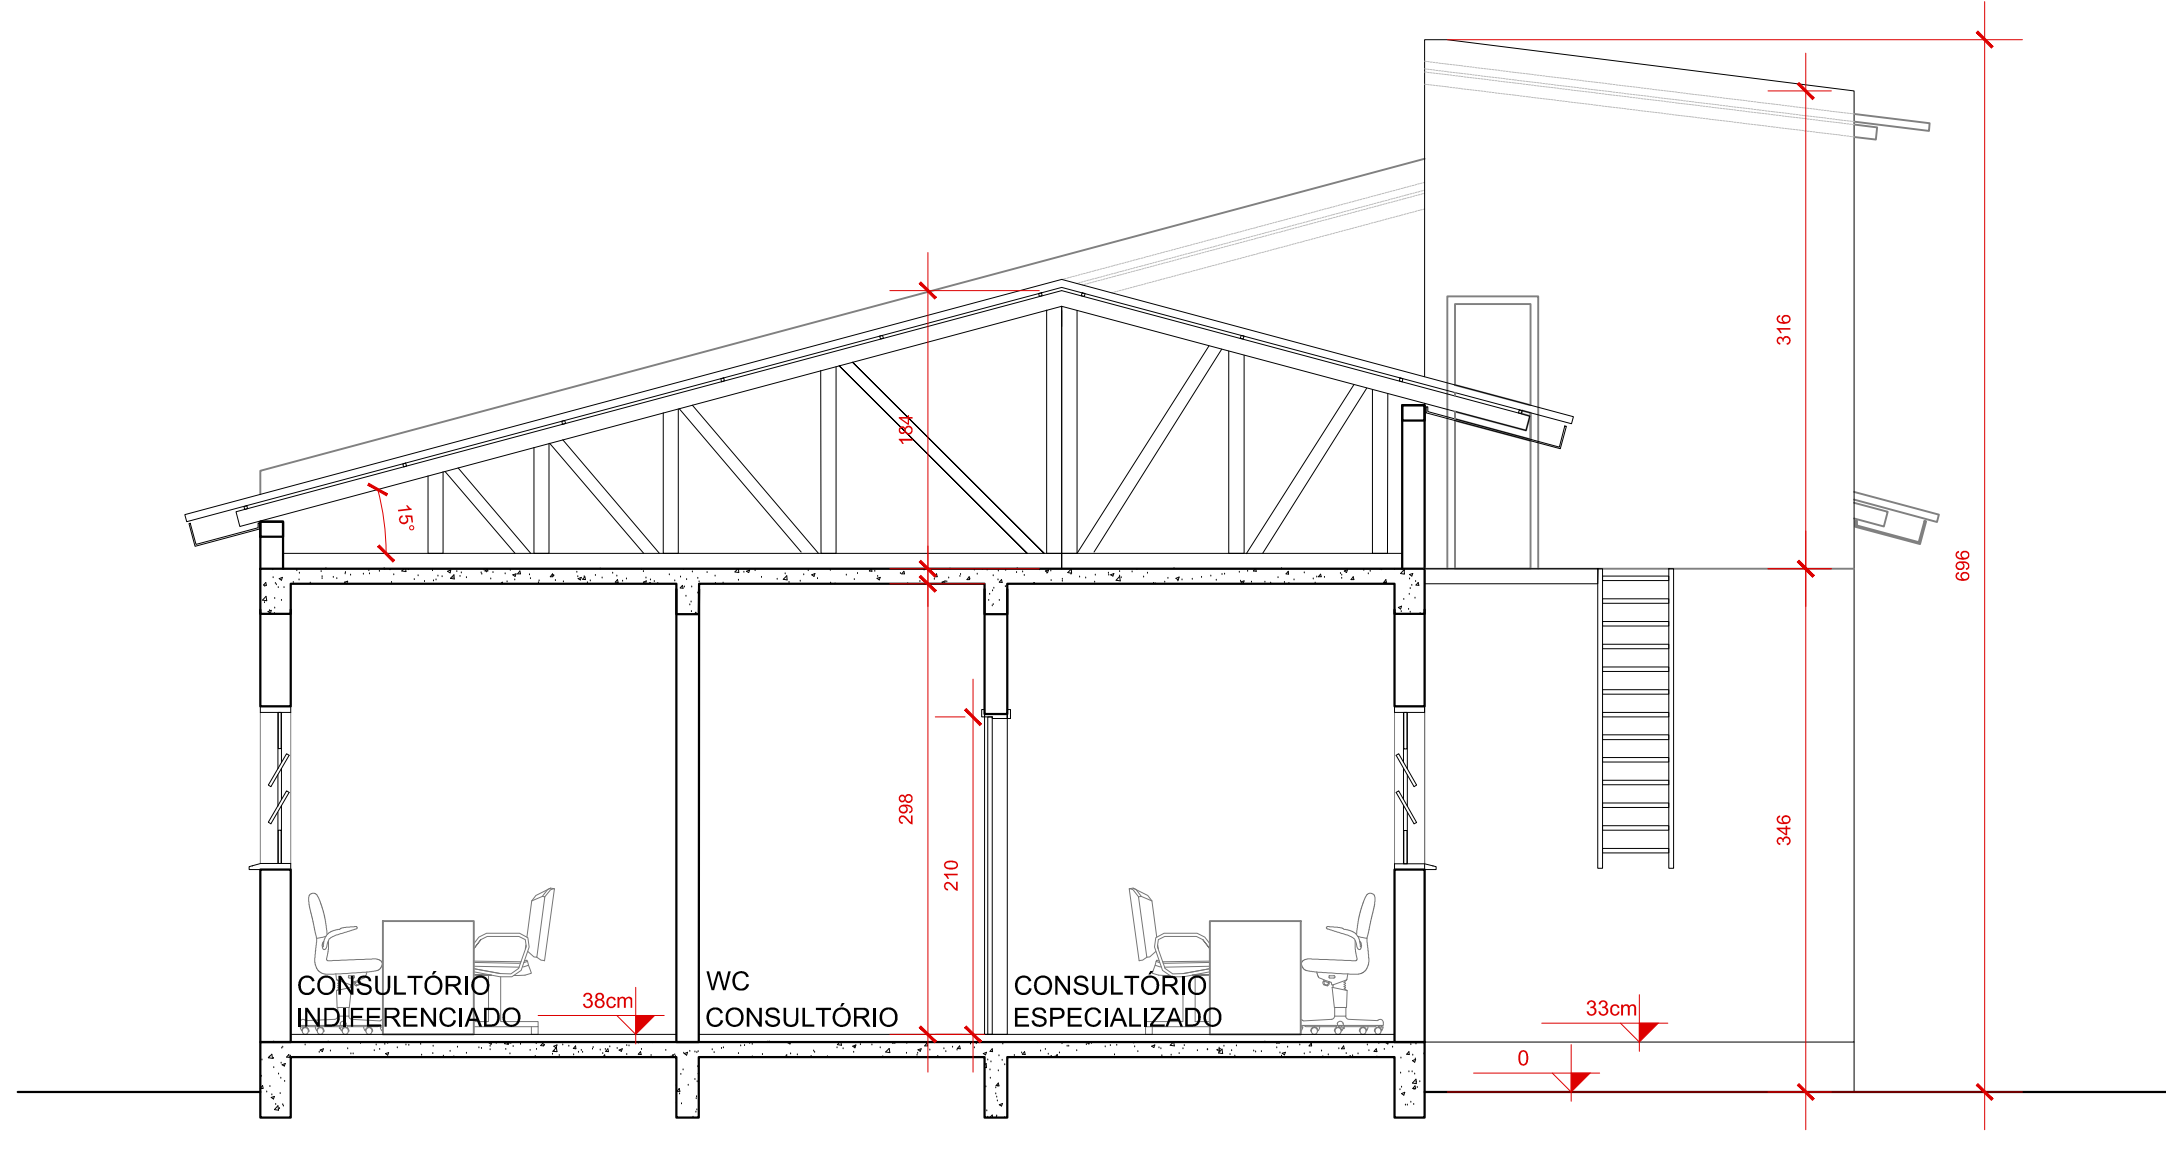 316
184
15°
696
298
346
210
CONSULTÓRIO
INDIFERENCIADO
38cm
WC
CONSULTÓRIO
CONSULTÓRIO
ESPECIALIZADO
33cm
0